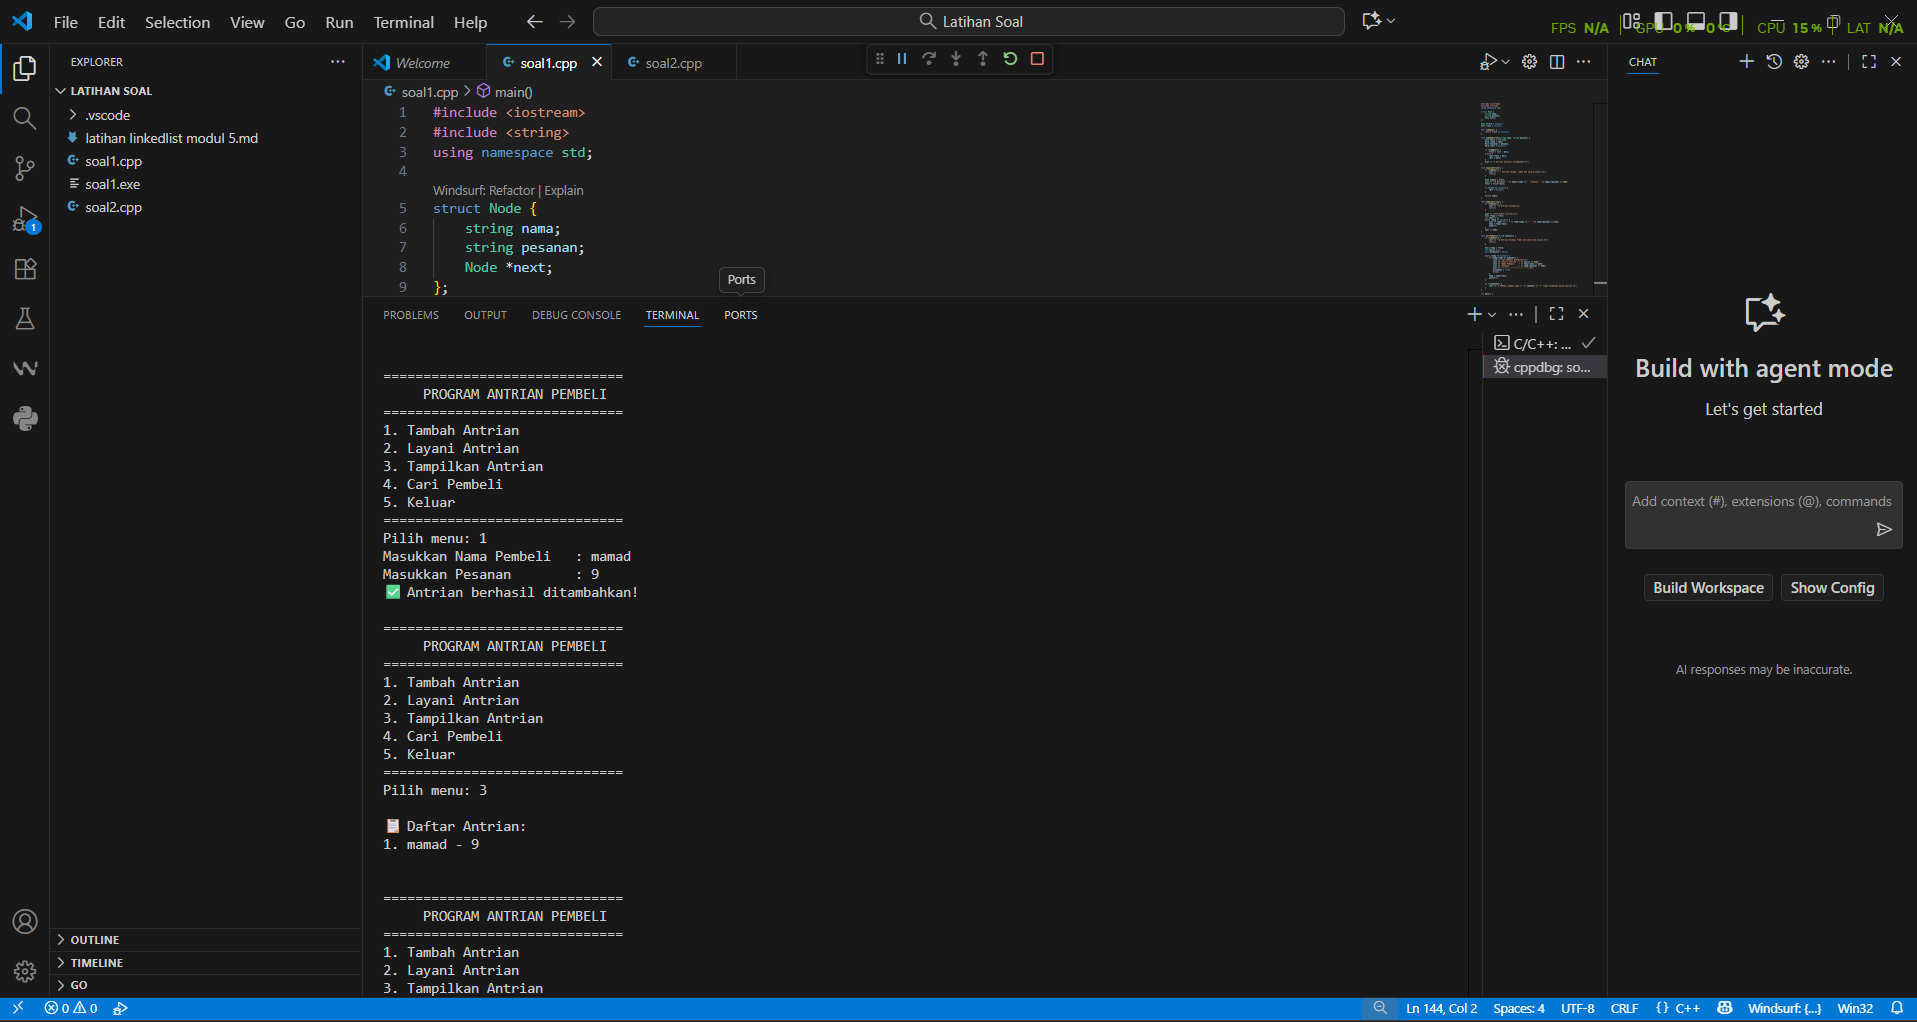 File Edit Selection View Go Run Terminal Help
Latihan Soal
FPS N/A GPU 0 % 0 °C CPU 15 % LAT N/A
EXPLORER
LATIHAN SOAL
.vscode
latihan linkedlist modul 5.md
soal1.cpp
soal1.exe
soal2.cpp
1
OUTLINE
TIMELINE
GO
Welcome soal1.cpp soal2.cpp
soal1.cpp > main()
1 #include <iostream>
2 #include <string>
3 using namespace std;
4
Windsurf: Refactor | Explain
5 struct Node {
6 string nama;
7 string pesanan;
8 Node *next;
9 };
Ports
PROBLEMS OUTPUT DEBUG CONSOLE TERMINAL PORTS
C/C++: ...
cppdbg: so...
==============================
PROGRAM ANTRIAN PEMBELI
==============================
1. Tambah Antrian
2. Layani Antrian
3. Tampilkan Antrian
4. Cari Pembeli
5. Keluar
==============================
Pilih menu: 1
Masukkan Nama Pembeli : mamad
Masukkan Pesanan : 9
✅ Antrian berhasil ditambahkan!
==============================
PROGRAM ANTRIAN PEMBELI
==============================
1. Tambah Antrian
2. Layani Antrian
3. Tampilkan Antrian
4. Cari Pembeli
5. Keluar
==============================
Pilih menu: 3
📋 Daftar Antrian:
1. mamad - 9
==============================
PROGRAM ANTRIAN PEMBELI
==============================
1. Tambah Antrian
2. Layani Antrian
3. Tampilkan Antrian
CHAT
Build with agent mode
Let's get started
Add context (#), extensions (@), commands
Build Workspace Show Config
AI responses may be inaccurate.
0 0
Ln 144, Col 2 Spaces: 4 UTF-8 CRLF {} C++ Windsurf: {...} Win32